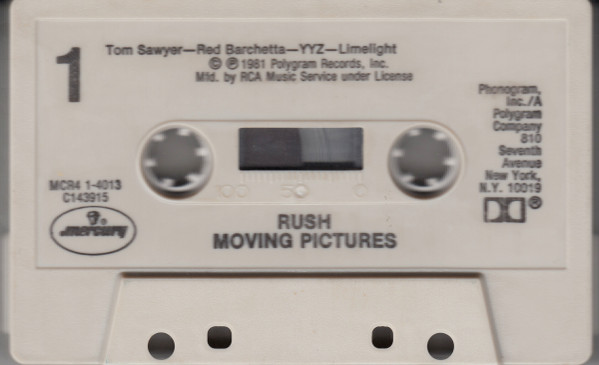 1
Tom Sawyer—Red Barchetta—YYZ—Limelight
© ℗ 1981 Polygram Records, Inc.
Mfd. by RCA Music Service under License
Phonogram,
Inc./A
Polygram
Company
810
Seventh
Avenue
New York,
N.Y. 10019
MCR4 1-4013
C143915
mercury
®
100 50 0
RUSH
MOVING PICTURES